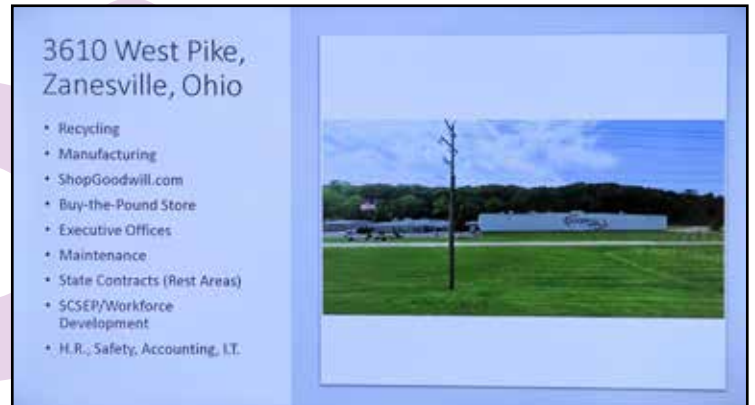 3610 West Pike,
Zanesville, Ohio
• Recycling
• Manufacturing
• ShopGoodwill.com
• Buy-the-Pound Store
• Executive Offices
• Maintenance
• State Contracts (Rest Areas)
• SCSEP/Workforce
Development
• H.R., Safety, Accounting, I.T.